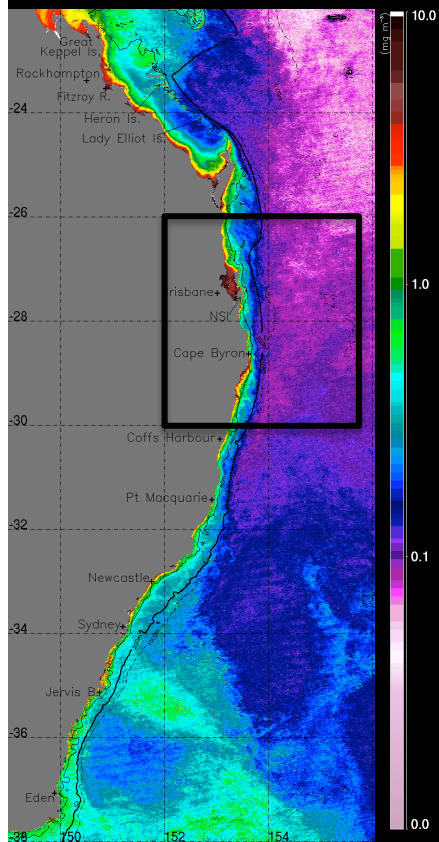 10.0
(mg m⁻³)
Great
Keppel Is.
Rockhampton
Fitzroy R.
-24
Heron Is.
Lady Elliot Is.
-26
1.0
risbane
NSI
-28
Cape Byron
-30
Coffs Harbour
Pt Macquarie
-32
0.1
Newcastle
Sydney
-34
Jervis B.
-36
Eden
0.0
-38
150
152
154